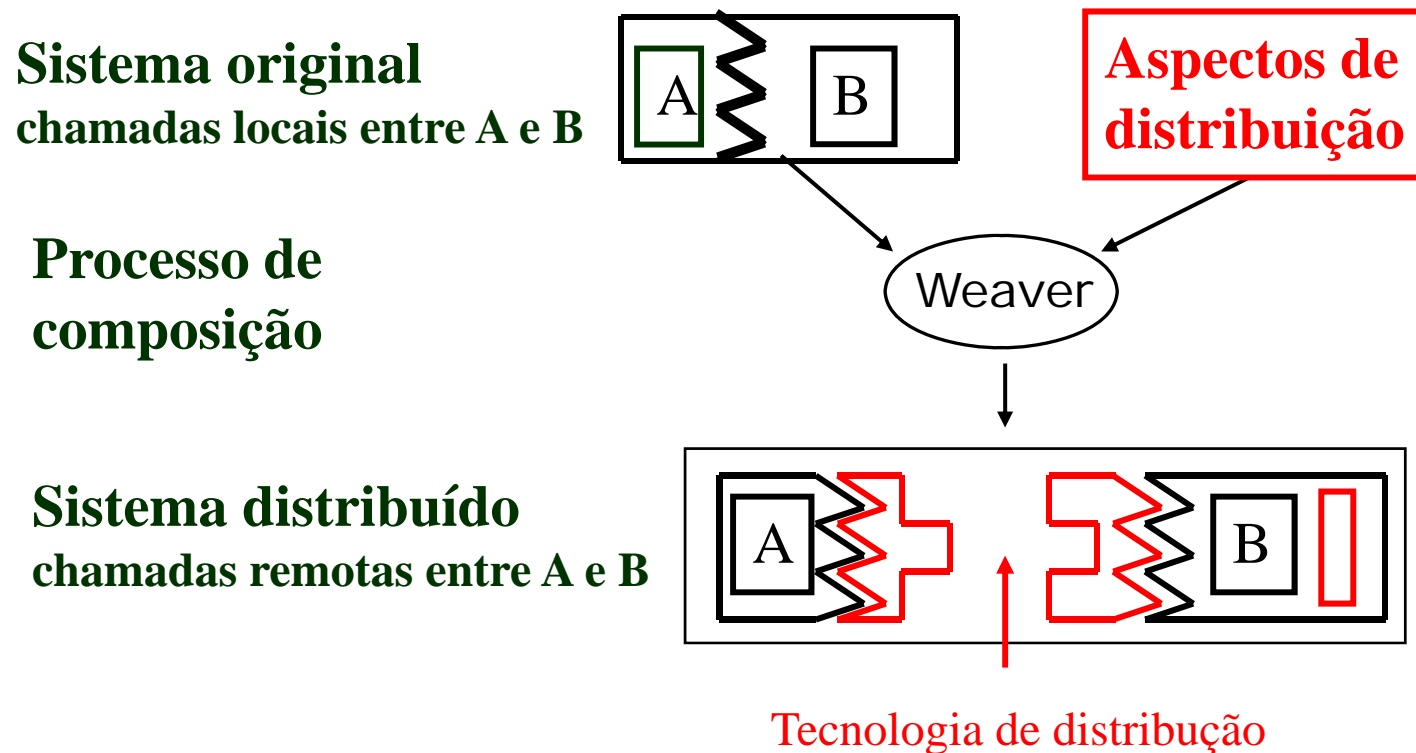 Sistema original
chamadas locais entre A e B
A
B
Aspectos de
distribuição
Processo de
composição
Weaver
Sistema distribuído
chamadas remotas entre A e B
A
B
Tecnologia de distribução